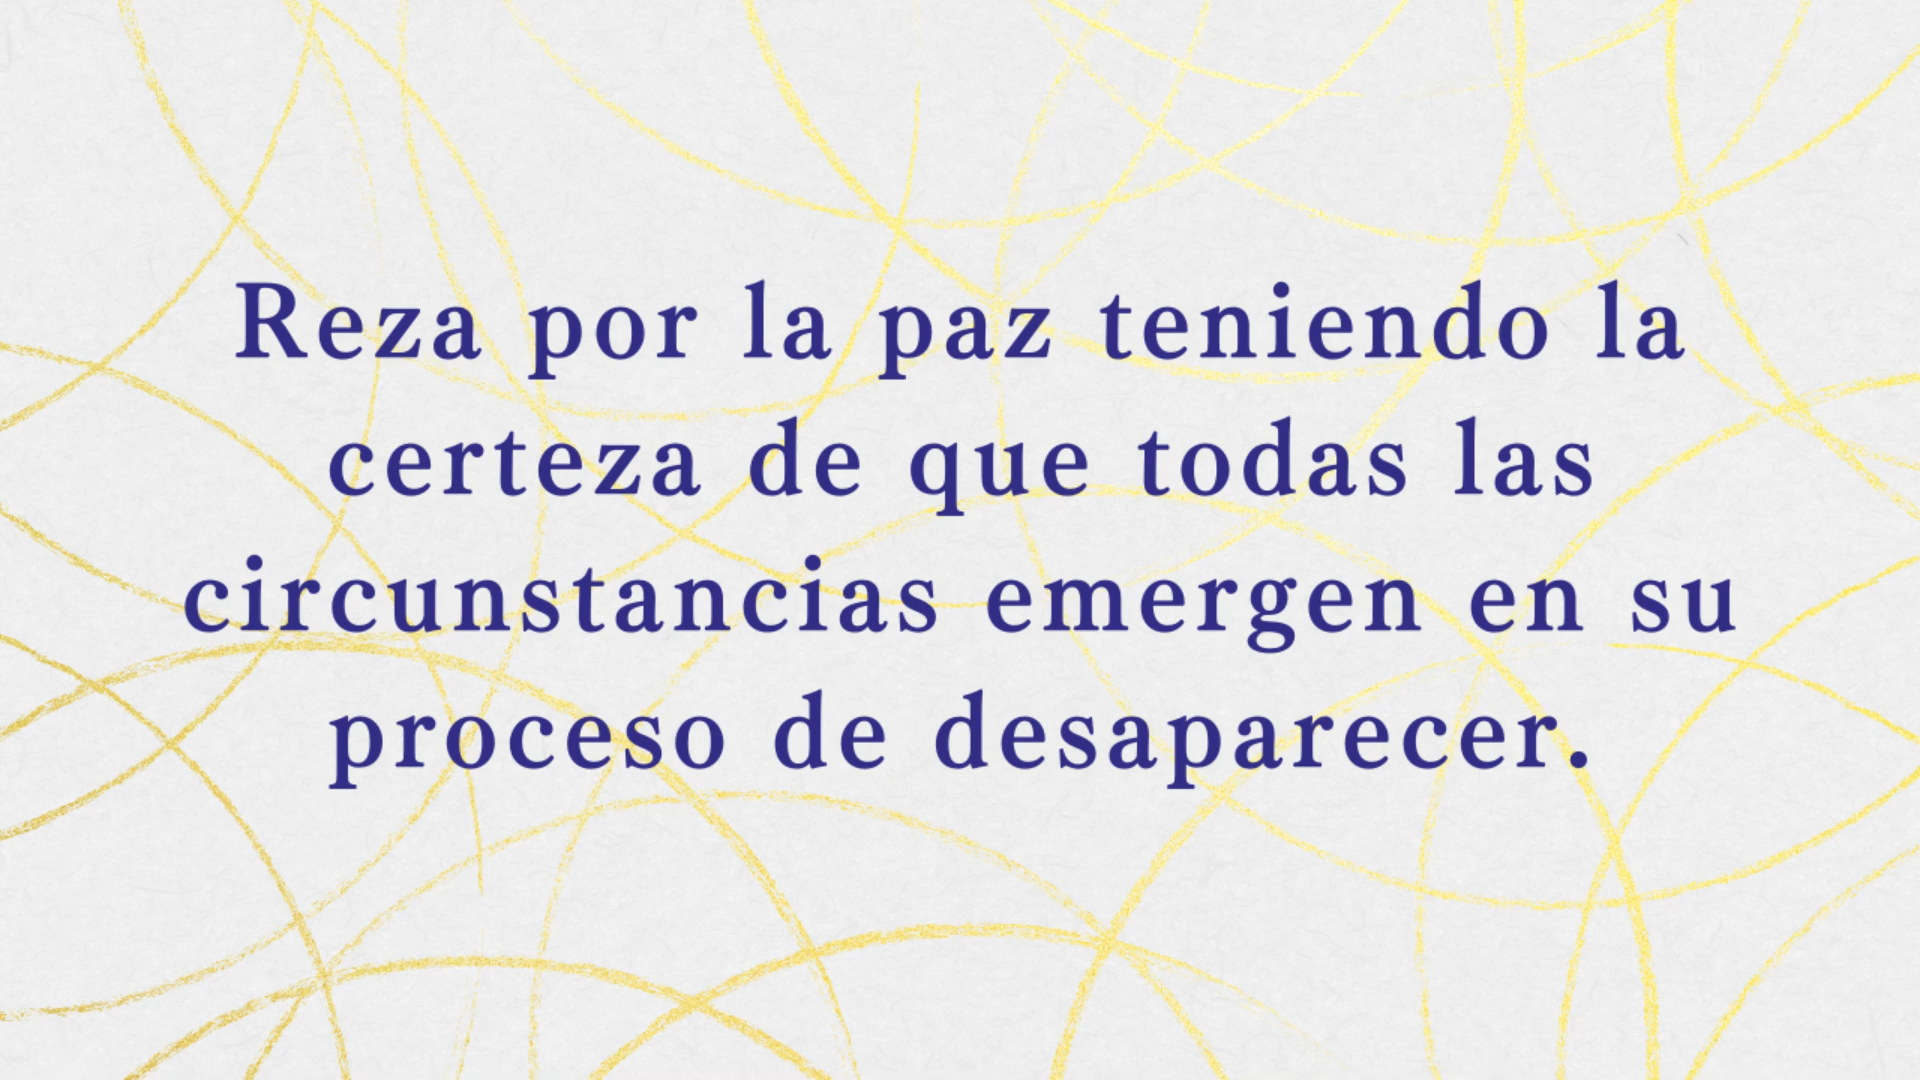 Reza por la paz teniendo la
certeza de que todas las
circunstancias emergen en su
proceso de desaparecer.